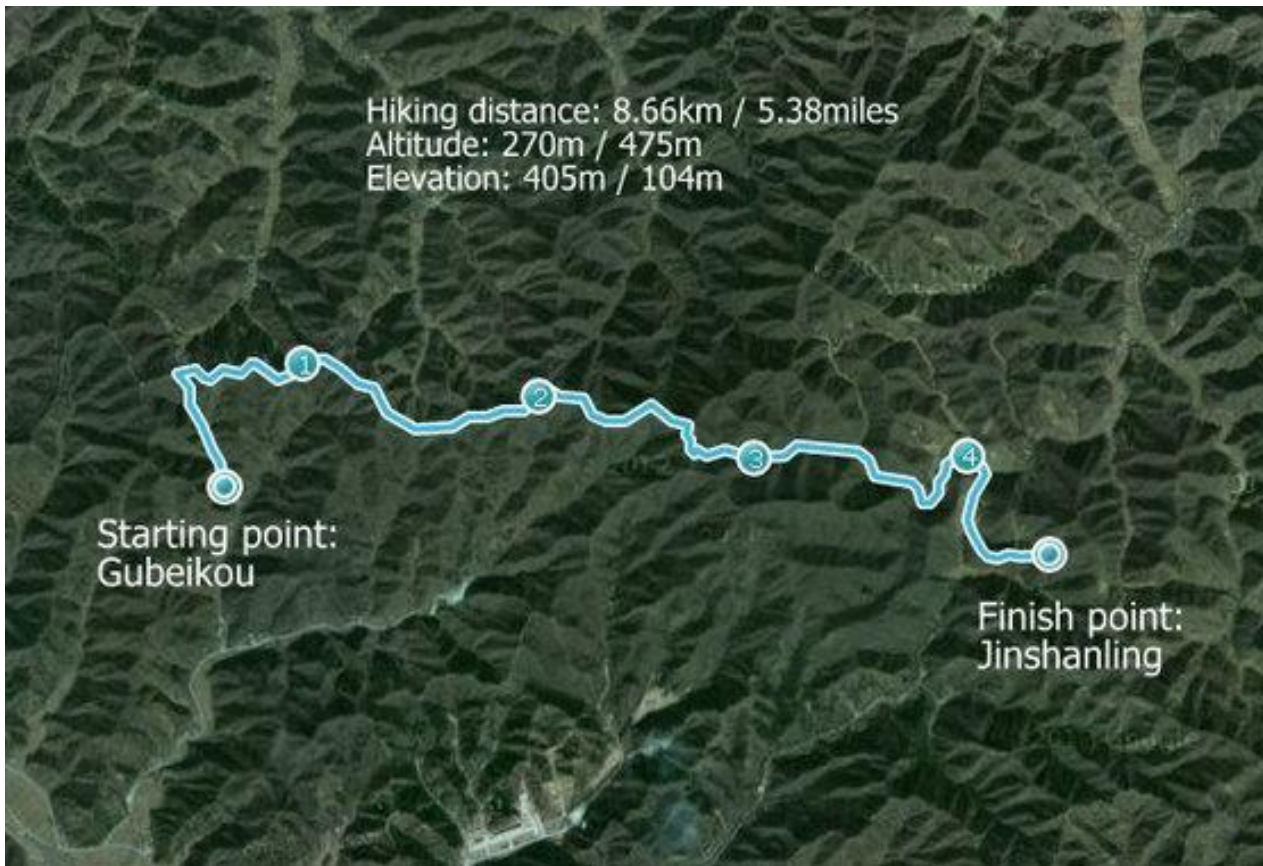 Hiking distance: 8.66km / 5.38miles
Altitude: 270m / 475m
Elevation: 405m / 104m
1
2
3
4
Starting point:
Gubeikou
Finish point:
Jinshanling